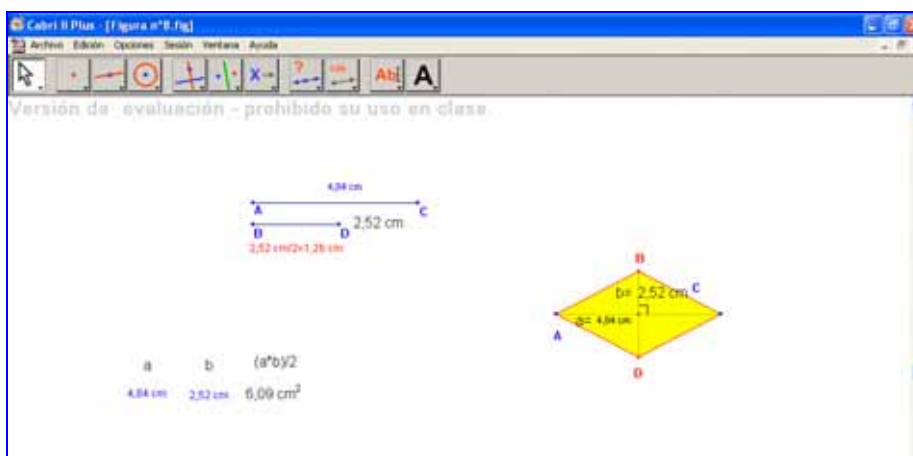 Cabri II Plus - [Figura nº8.fig]
Archivo Edición Opciones Sesión Ventana Ayuda
? Ab A
Versión de evaluación - prohibido su uso en clase.
4,84 cm
A C
B D 2,52 cm
2,52 cm/2=1,26 cm
B
b= 2,52 cm C
a= 4,84 cm
A
D
a b (a*b)/2
4,84 cm 2,52 cm 6,09 cm²